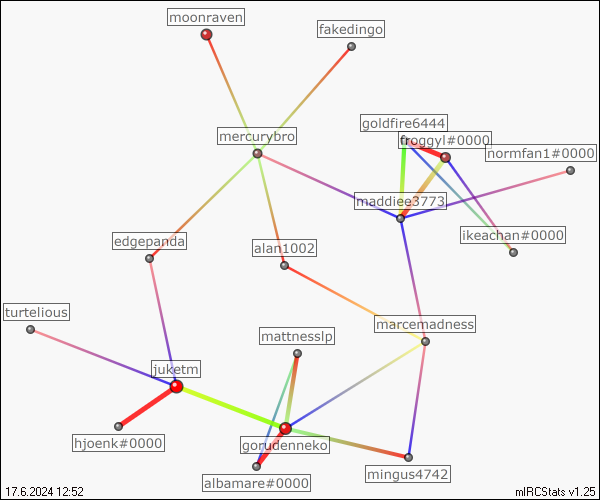 moonraven
fakedingo
goldfire6444
mercurybro
froggyl#0000
normfan1#0000
maddiee3773
edgepanda
alan1002
ikeachan#0000
turtelious
mattnesslp
marcemadness
juketm
hjoenk#0000
gorudenneko
albamare#0000
mingus4742
17.6.2024 12:52
mIRCStats v1.25